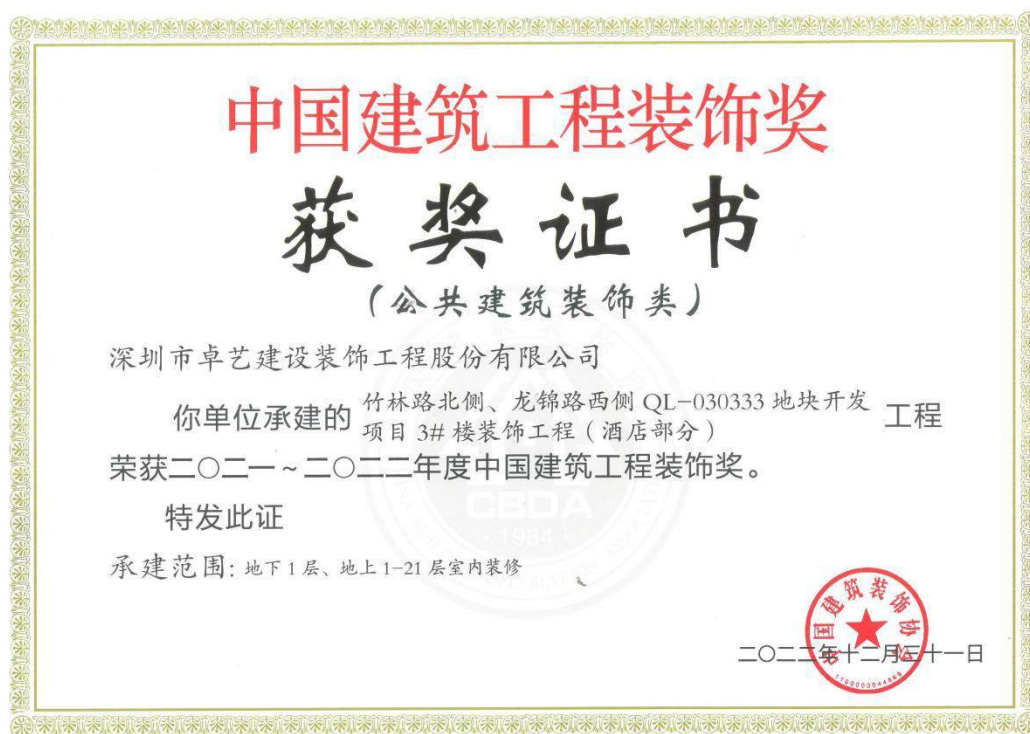 中国建筑工程装饰奖
获奖证书
(公共建筑装饰类)
深圳市卓艺建设装饰工程股份有限公司
你单位承建的 竹林路北侧、龙锦路西侧 QL-030333 地块开发
项目 3# 楼装饰工程(酒店部分) 工程
荣获二〇二一~二〇二二年度中国建筑工程装饰奖。
特发此证
承建范围:地下 1 层、地上 1-21 层室内装修
中国建筑装饰协会
二〇二二年十二月三十一日
CBDA
·1984·